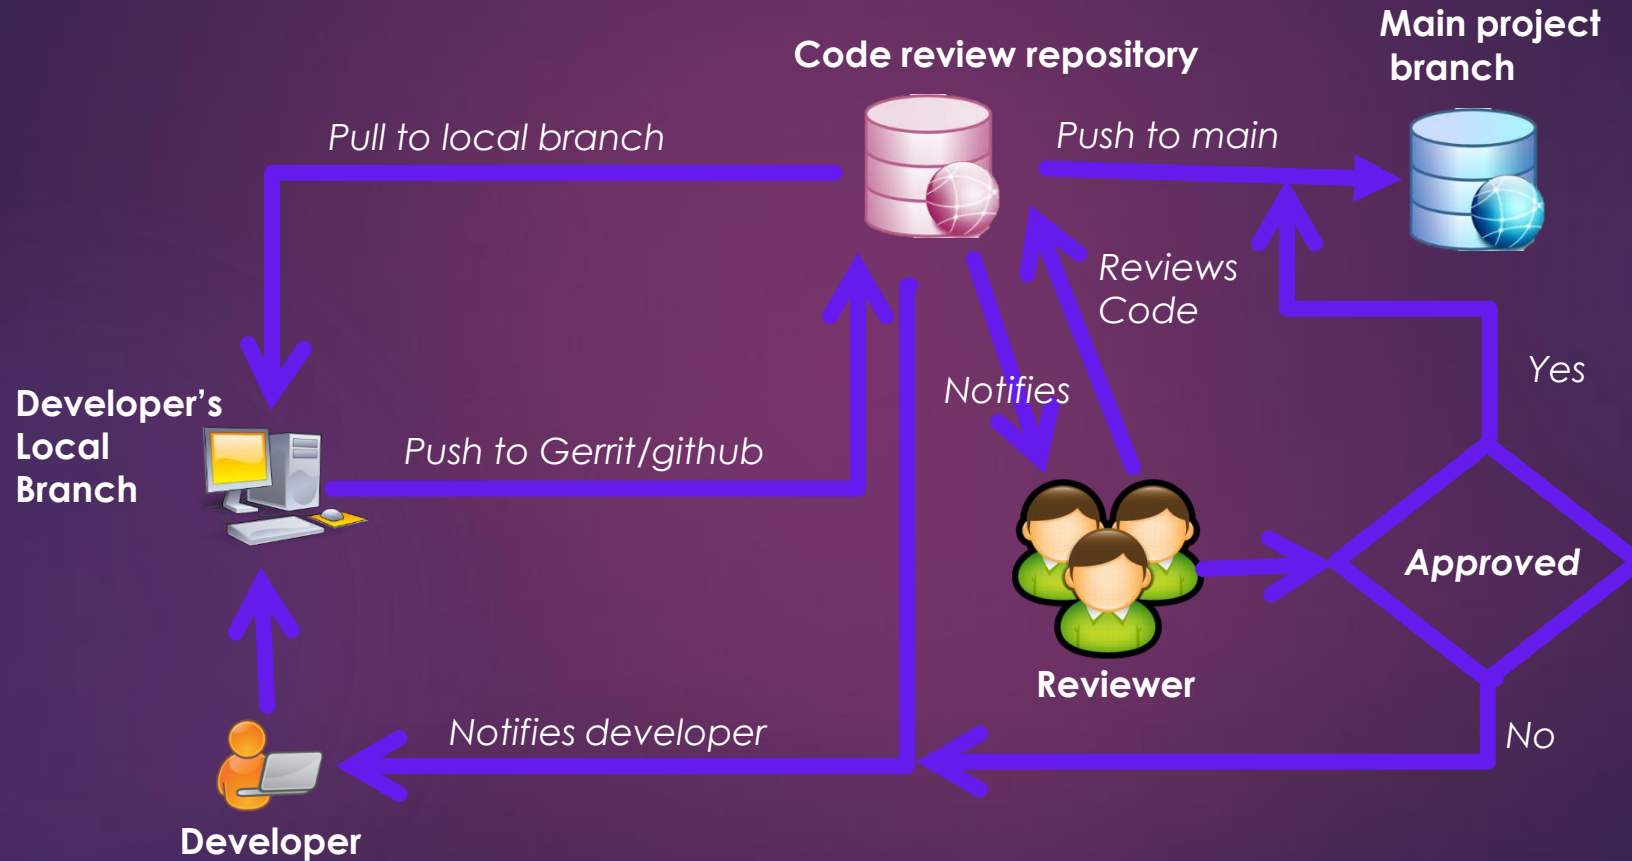 Main project
branch
Code review repository
Pull to local branch
Push to main
Reviews
Code
Notifies
Yes
Developer’s
Local
Branch
Push to Gerrit/github
Approved
Reviewer
Notifies developer
No
Developer